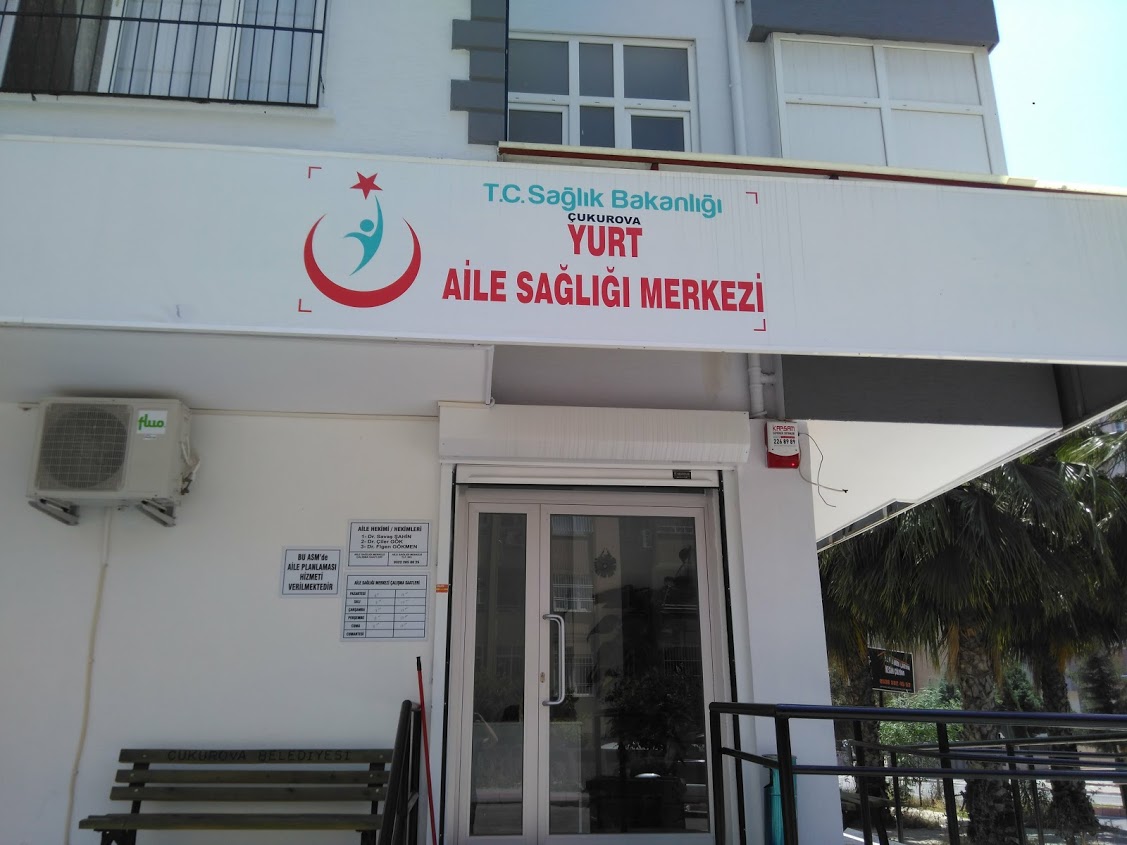 T.C. Sağlık Bakanlığı
ÇUKUROVA
YURT
AİLE SAĞLIĞI MERKEZİ
fluo
KAPSAM
226 89 89
AİLE HEKİMİ / HEKİMLERİ
1- Dr. Savaş ŞAHİN
2- Dr. Çiler GÖK
3- Dr. Figen GÖKMEN
BU ASM'de
AİLE PLANLAMASI
HİZMETİ
VERİLMEKTEDİR
AİLE SAĞLIĞI MERKEZİ ÇALIŞMA SAATLERİ
PAZARTESİ
SALI
ÇARŞAMBA
PERŞEMBE
CUMA
CUMARTESİ
ÇUKUROVA BELEDİYESİ